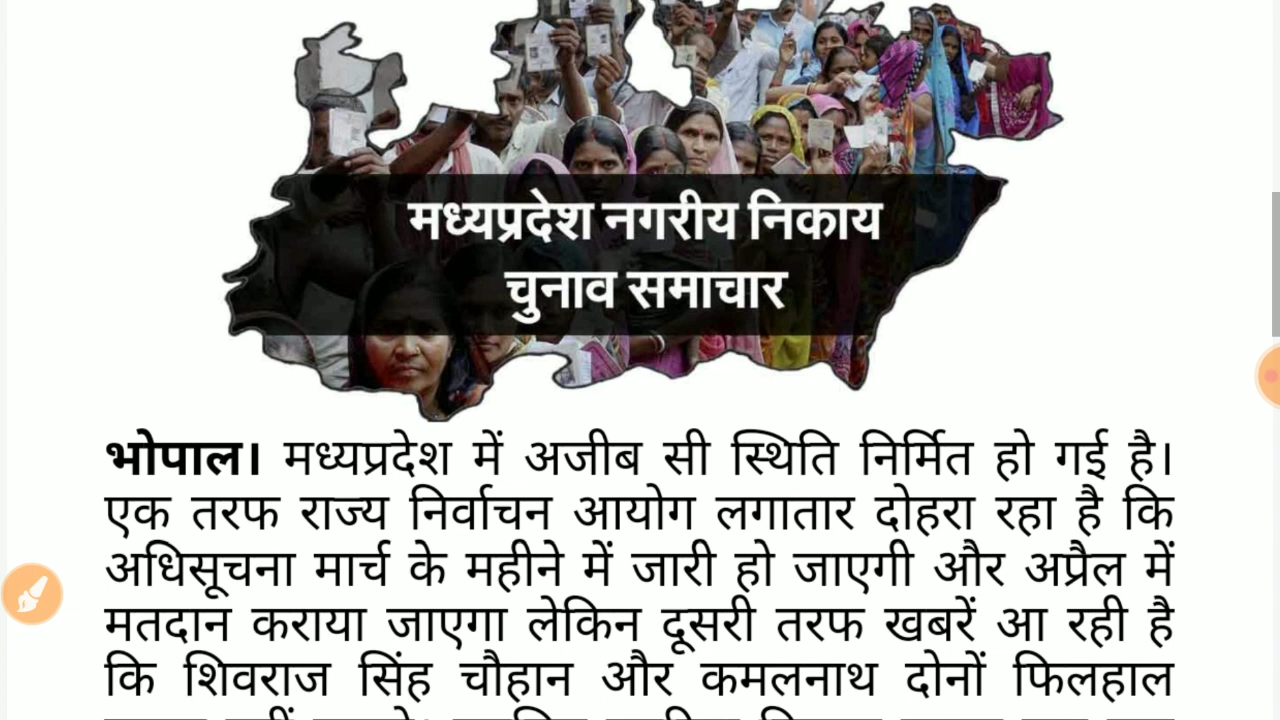 मध्यप्रदेश नगरीय निकाय
चुनाव समाचार
भोपाल। मध्यप्रदेश में अजीब सी स्थिति निर्मित हो गई है।
एक तरफ राज्य निर्वाचन आयोग लगातार दोहरा रहा है कि
अधिसूचना मार्च के महीने में जारी हो जाएगी और अप्रैल में
मतदान कराया जाएगा लेकिन दूसरी तरफ खबरें आ रही है
कि शिवराज सिंह चौहान और कमलनाथ दोनों फिलहाल